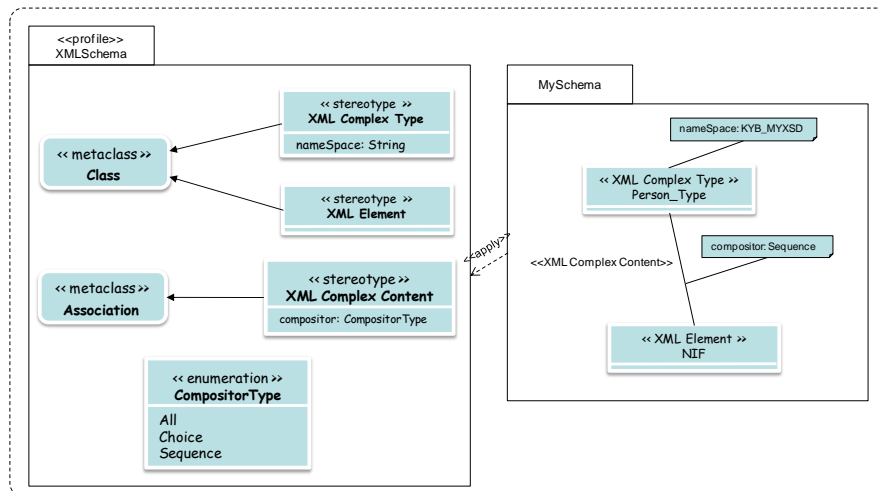 <<profile>>
XMLSchema
<< stereotype >>
XML Complex Type
nameSpace: String
<< metaclass >>
Class
<< stereotype >>
XML Element
<< metaclass >>
Association
<< stereotype >>
XML Complex Content
compositor: CompositorType
<< enumeration >>
CompositorType
All
Choice
Sequence
<<apply>>
MySchema
nameSpace: KYB_MYXSD
<< XML Complex Type >>
Person_Type
compositor: Sequence
<<XML Complex Content>>
<< XML Element >>
NIF